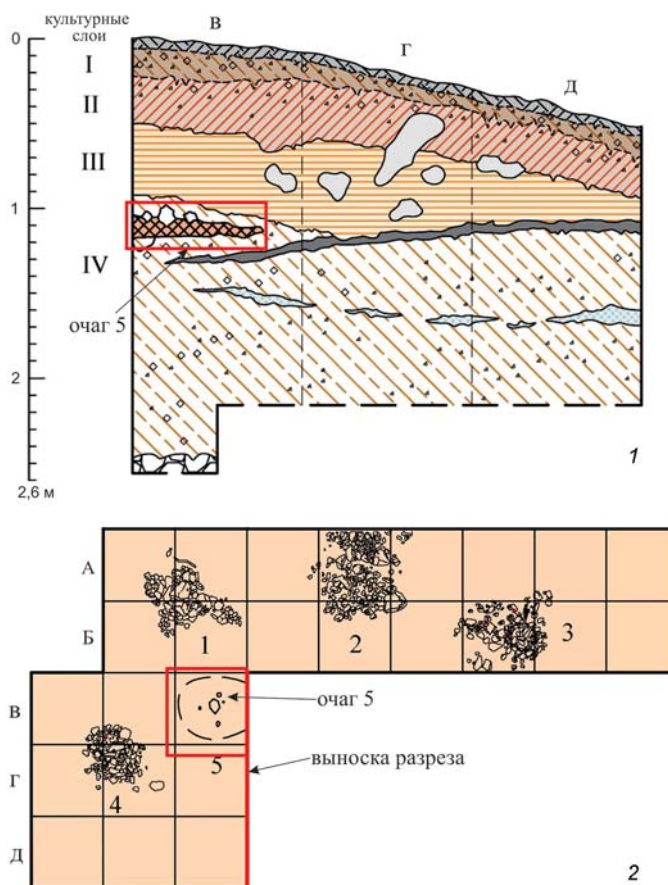 культурные
слои
В
Г
Д
0
I
II
III
1
IV
очаг 5
2
2,6 м
1
А
Б
1
2
3
В
очаг 5
выноска разреза
Г
4
5
Д
2